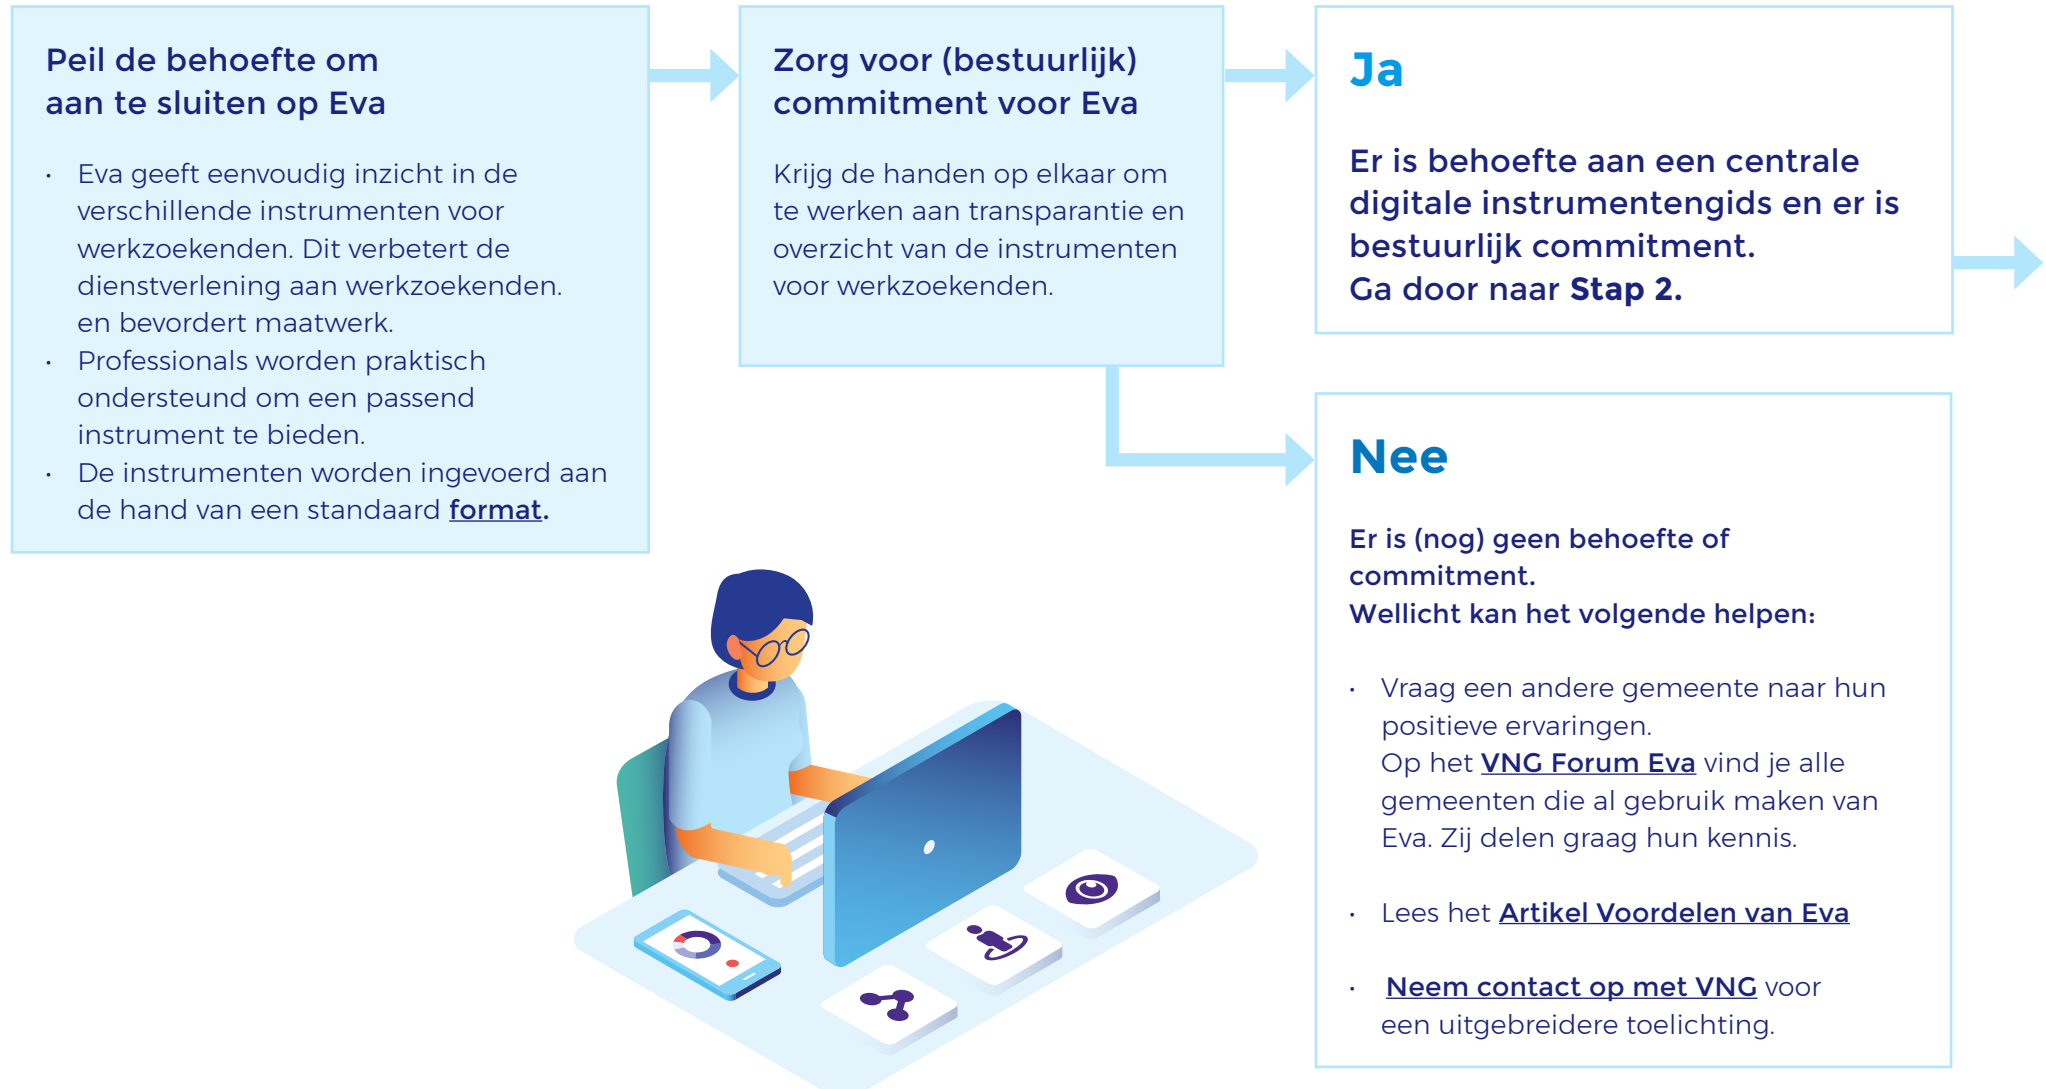 Peil de behoefte om
aan te sluiten op Eva
• Eva geeft eenvoudig inzicht in de
verschillende instrumenten voor
werkzoekenden. Dit verbetert de
dienstverlening aan werkzoekenden.
en bevordert maatwerk.
• Professionals worden praktisch
ondersteund om een passend
instrument te bieden.
• De instrumenten worden ingevoerd aan
de hand van een standaard format.
Zorg voor (bestuurlijk)
commitment voor Eva
Krijg de handen op elkaar om
te werken aan transparantie en
overzicht van de instrumenten
voor werkzoekenden.
Ja
Er is behoefte aan een centrale
digitale instrumentengids en er is
bestuurlijk commitment.
Ga door naar Stap 2.
Nee
Er is (nog) geen behoefte of
commitment.
Wellicht kan het volgende helpen:
• Vraag een andere gemeente naar hun
positieve ervaringen.
Op het VNG Forum Eva vind je alle
gemeenten die al gebruik maken van
Eva. Zij delen graag hun kennis.
• Lees het Artikel Voordelen van Eva
• Neem contact op met VNG voor
een uitgebreidere toelichting.